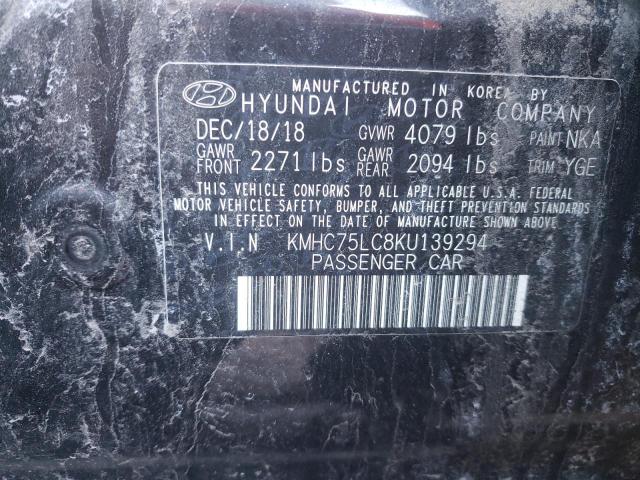 MANUFACTURED IN KOREA BY
HYUNDAI MOTOR COMPANY
DEC/18/18 GVWR 4079 lbs PAINT NKA
GAWR FRONT 2271 lbs GAWR REAR 2094 lbs TRIM YGE
THIS VEHICLE CONFORMS TO ALL APPLICABLE U.S.A. FEDERAL
MOTOR VEHICLE SAFETY, BUMPER, AND THEFT PREVENTION STANDARDS
IN EFFECT ON THE DATE OF MANUFACTURE SHOWN ABOVE
V.I.N KMHC75LC8KU139294
PASSENGER CAR